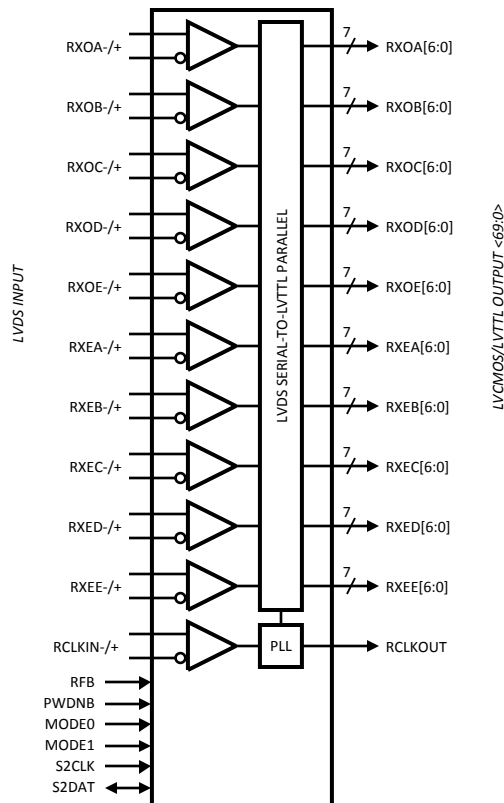 RXOA-/+ 7 RXOA[6:0]
RXOB-/+ 7 RXOB[6:0]
RXOC-/+ 7 RXOC[6:0]
RXOD-/+ 7 RXOD[6:0]
RXOE-/+ 7 RXOE[6:0]
RXEA-/+ 7 RXEA[6:0]
RXEB-/+ 7 RXEB[6:0]
RXEC-/+ 7 RXEC[6:0]
RXED-/+ 7 RXED[6:0]
RXEE-/+ 7 RXEE[6:0]
RCLKIN-/+ PLL RCLKOUT
RFB
PWDNB
MODE0
MODE1
S2CLK
S2DAT
LVDS INPUT
LVDS SERIAL-TO-LVTTL PARALLEL
LVCMOS/LVTTL OUTPUT <69:0>